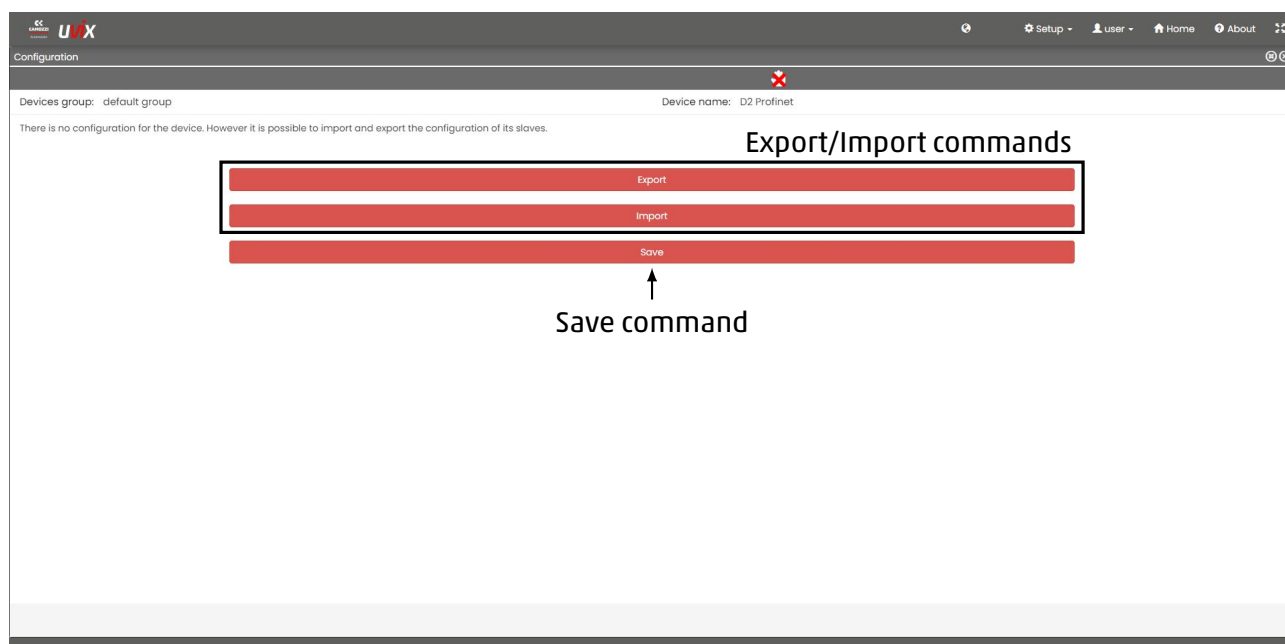 CAMOZZI UVIX Setup user Home About
Configuration
Devices group: default group Device name: D2 Profinet
There is no configuration for the device. However it is possible to import and export the configuration of its slaves.
Export/Import commands
Export
Import
Save
Save command